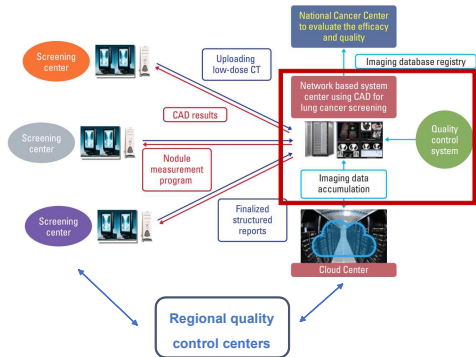 National Cancer Center
to evaluate the efficacy
and quality
Screening
center
Uploading
low-dose CT
Imaging database registry
Network based system
center using CAD for
lung cancer screening
CAD results
Screening
center
Quality
control
system
Nodule
measurement
program
Imaging data
accumulation
Screening
center
Finalized
structured
reports
Cloud Center
Regional quality
control centers